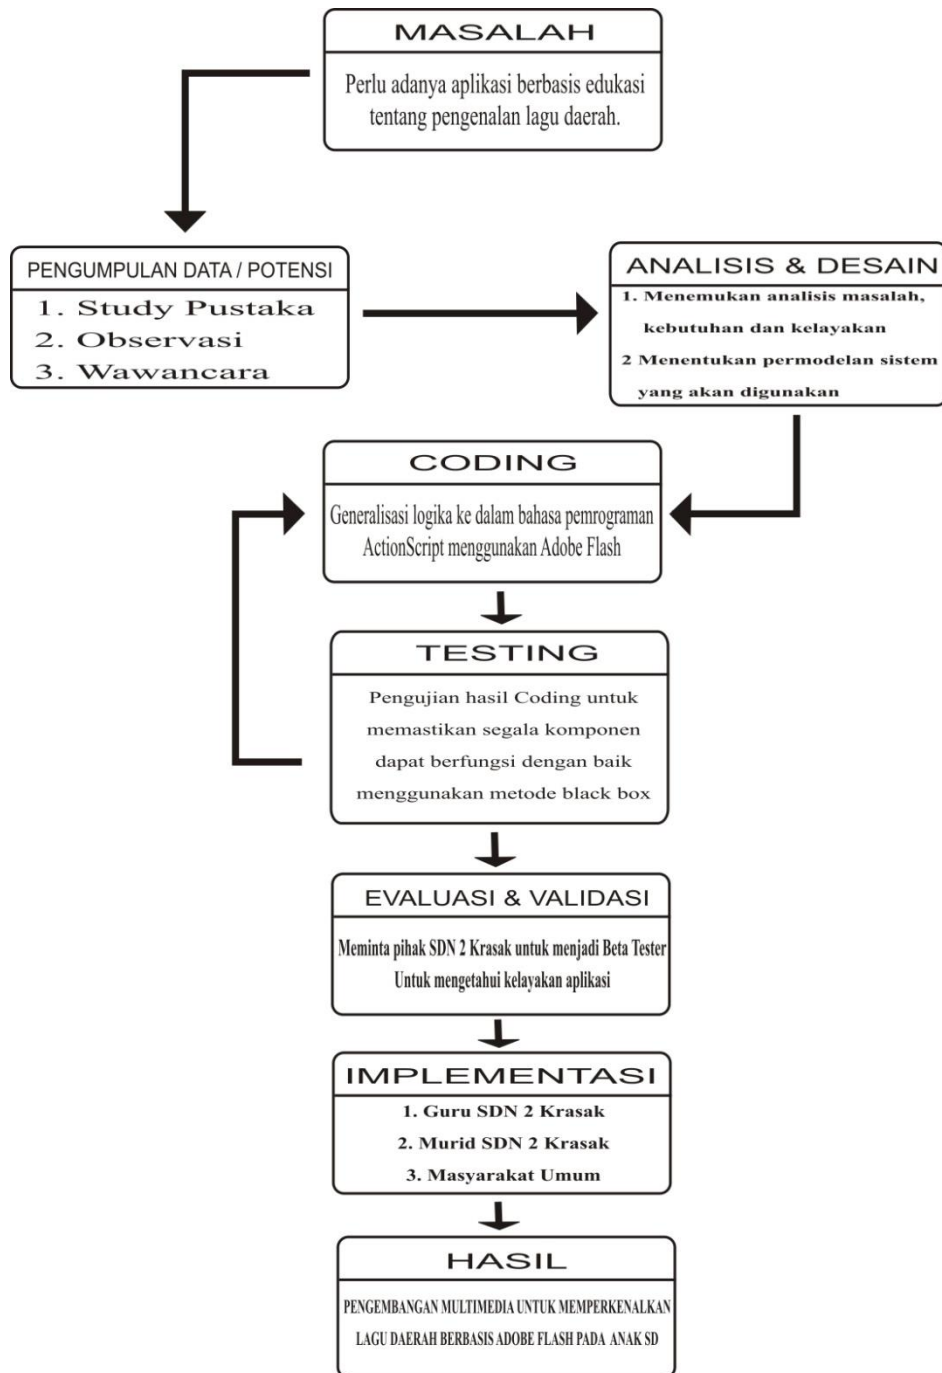 MASALAH
Perlu adanya aplikasi berbasis edukasi
tentang pengenalan lagu daerah.
PENGUMPULAN DATA / POTENSI
1. Study Pustaka
2. Observasi
3. Wawancara
ANALISIS & DESAIN
1. Menemukan analisis masalah,
kebutuhan dan kelayakan
2 Menentukan permodelan sistem
yang akan digunakan
CODING
Generalisasi logika ke dalam bahasa pemrograman
ActionScript menggunakan Adobe Flash
TESTING
Pengujian hasil Coding untuk
memastikan segala komponen
dapat berfungsi dengan baik
menggunakan metode black box
EVALUASI & VALIDASI
Meminta pihak SDN 2 Krasak untuk menjadi Beta Tester
Untuk mengetahui kelayakan aplikasi
IMPLEMENTASI
1. Guru SDN 2 Krasak
2. Murid SDN 2 Krasak
3. Masyarakat Umum
HASIL
PENGEMBANGAN MULTIMEDIA UNTUK MEMPERKENALKAN
LAGU DAERAH BERBASIS ADOBE FLASH PADA ANAK SD